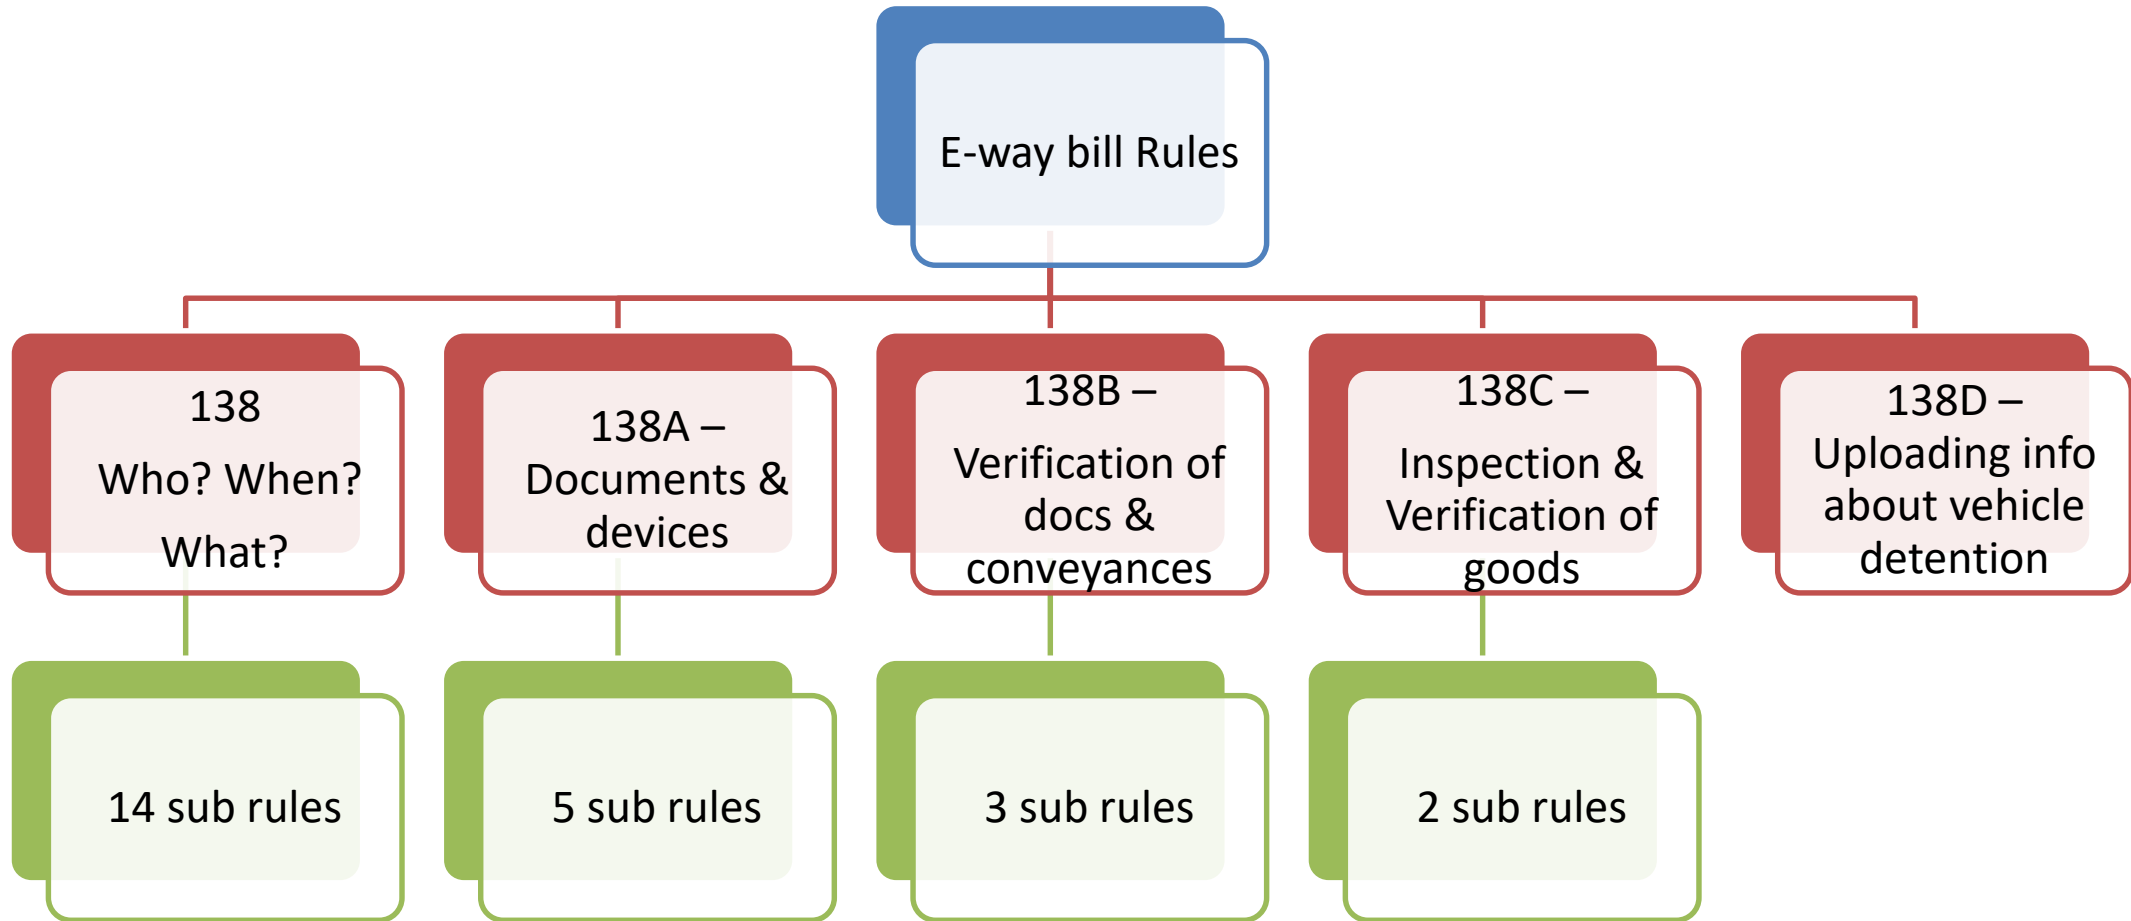 E-way bill Rules
138
Who? When?
What?
138A –
Documents &
devices
138B –
Verification of
docs &
conveyances
138C –
Inspection &
Verification of
goods
138D –
Uploading info
about vehicle
detention
14 sub rules
5 sub rules
3 sub rules
2 sub rules